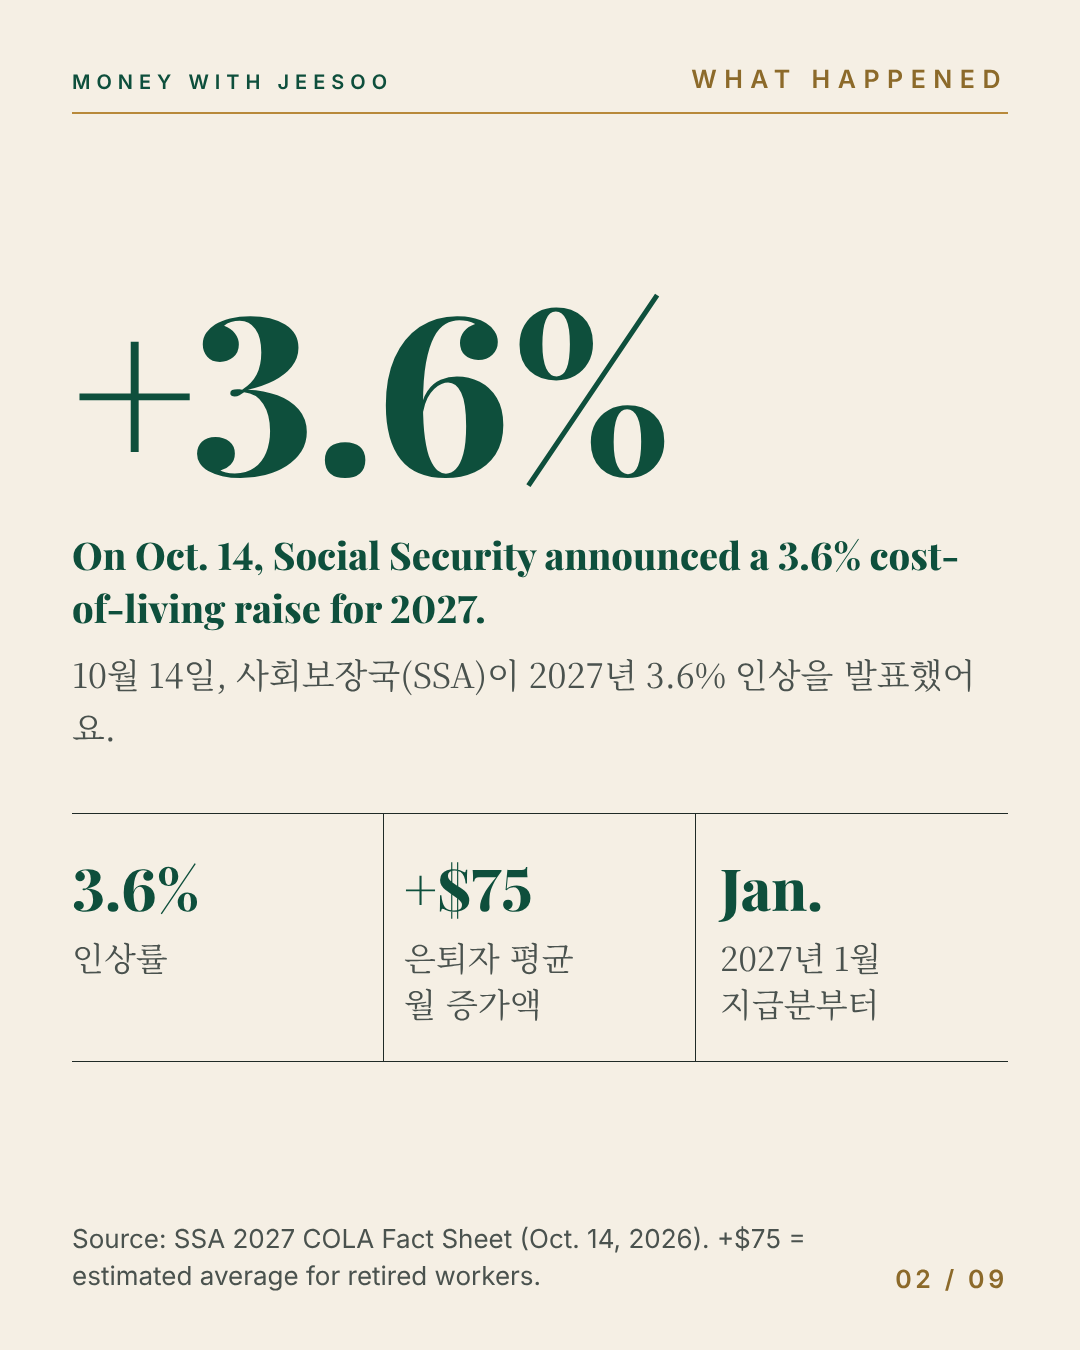 MONEY WITH JEESOO
WHAT HAPPENED
+3.6%
On Oct. 14, Social Security announced a 3.6% cost-
of-living raise for 2027.
10월 14일, 사회보장국(SSA)이 2027년 3.6% 인상을 발표했어
요.
3.6%
인상률
+$75
은퇴자 평균
월 증가액
Jan.
2027년 1월
지급분부터
Source: SSA 2027 COLA Fact Sheet (Oct. 14, 2026). +$75 =
estimated average for retired workers.
02 / 09